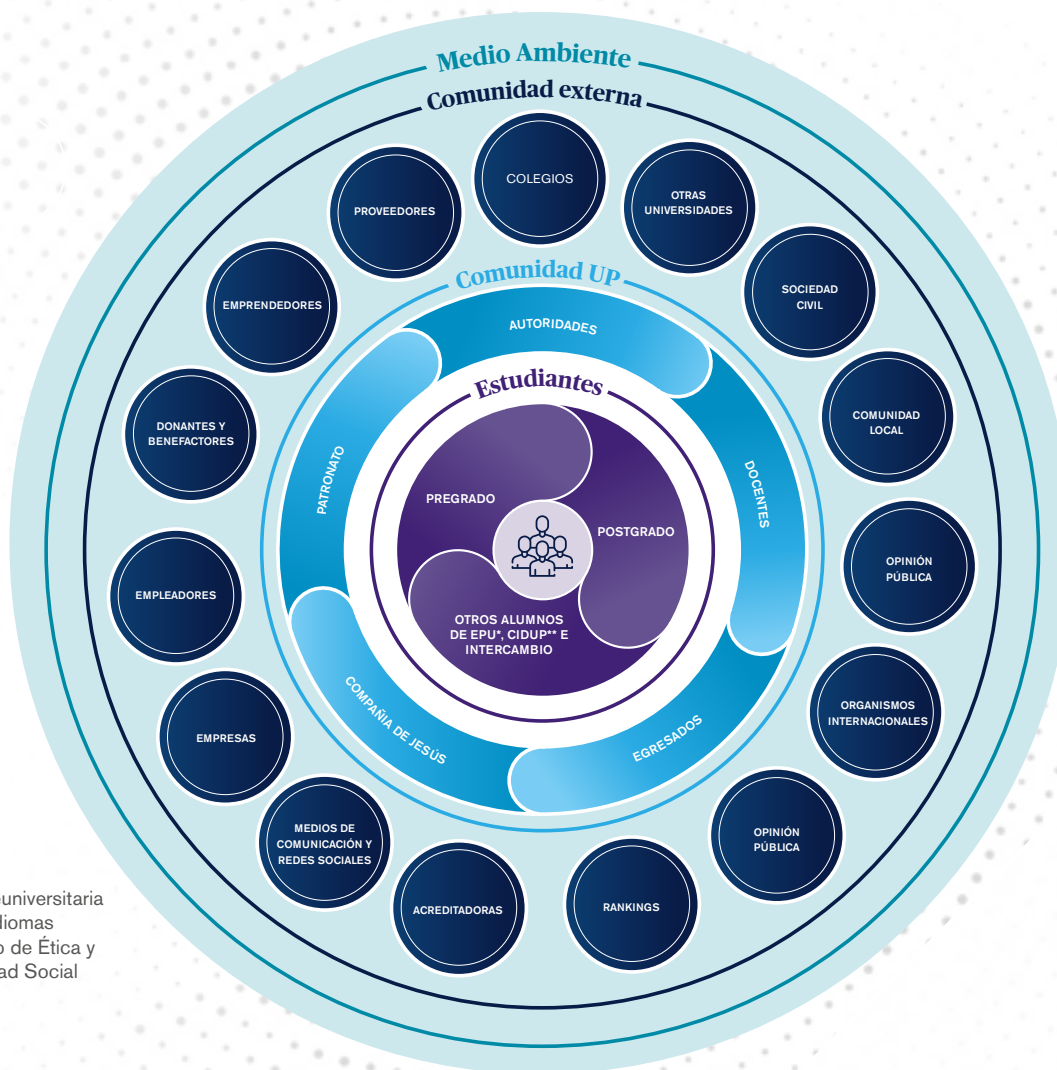 Medio Ambiente
Comunidad externa
COLEGIOS
OTRAS
UNIVERSIDADES
SOCIEDAD
CIVIL
COMUNIDAD
LOCAL
OPINIÓN
PÚBLICA
ORGANISMOS
INTERNACIONALES
OPINIÓN
PÚBLICA
RANKINGS
ACREDITADORAS
MEDIOS DE
COMUNICACIÓN Y
REDES SOCIALES
EMPRESAS
EMPLEADORES
DONANTES Y
BENEFACTORES
EMPRENDEDORES
PROVEEDORES
Comunidad UP
AUTORIDADES
DOCENTES
EGRESADOS
COMPAÑIA DE JESÚS
PATRONATO
Estudiantes
PREGRADO
POSTGRADO
OTROS ALUMNOS
DE EPU*, CIDUP** E
INTERCAMBIO
euniversitaria
diomas
o de Ética y
ad Social